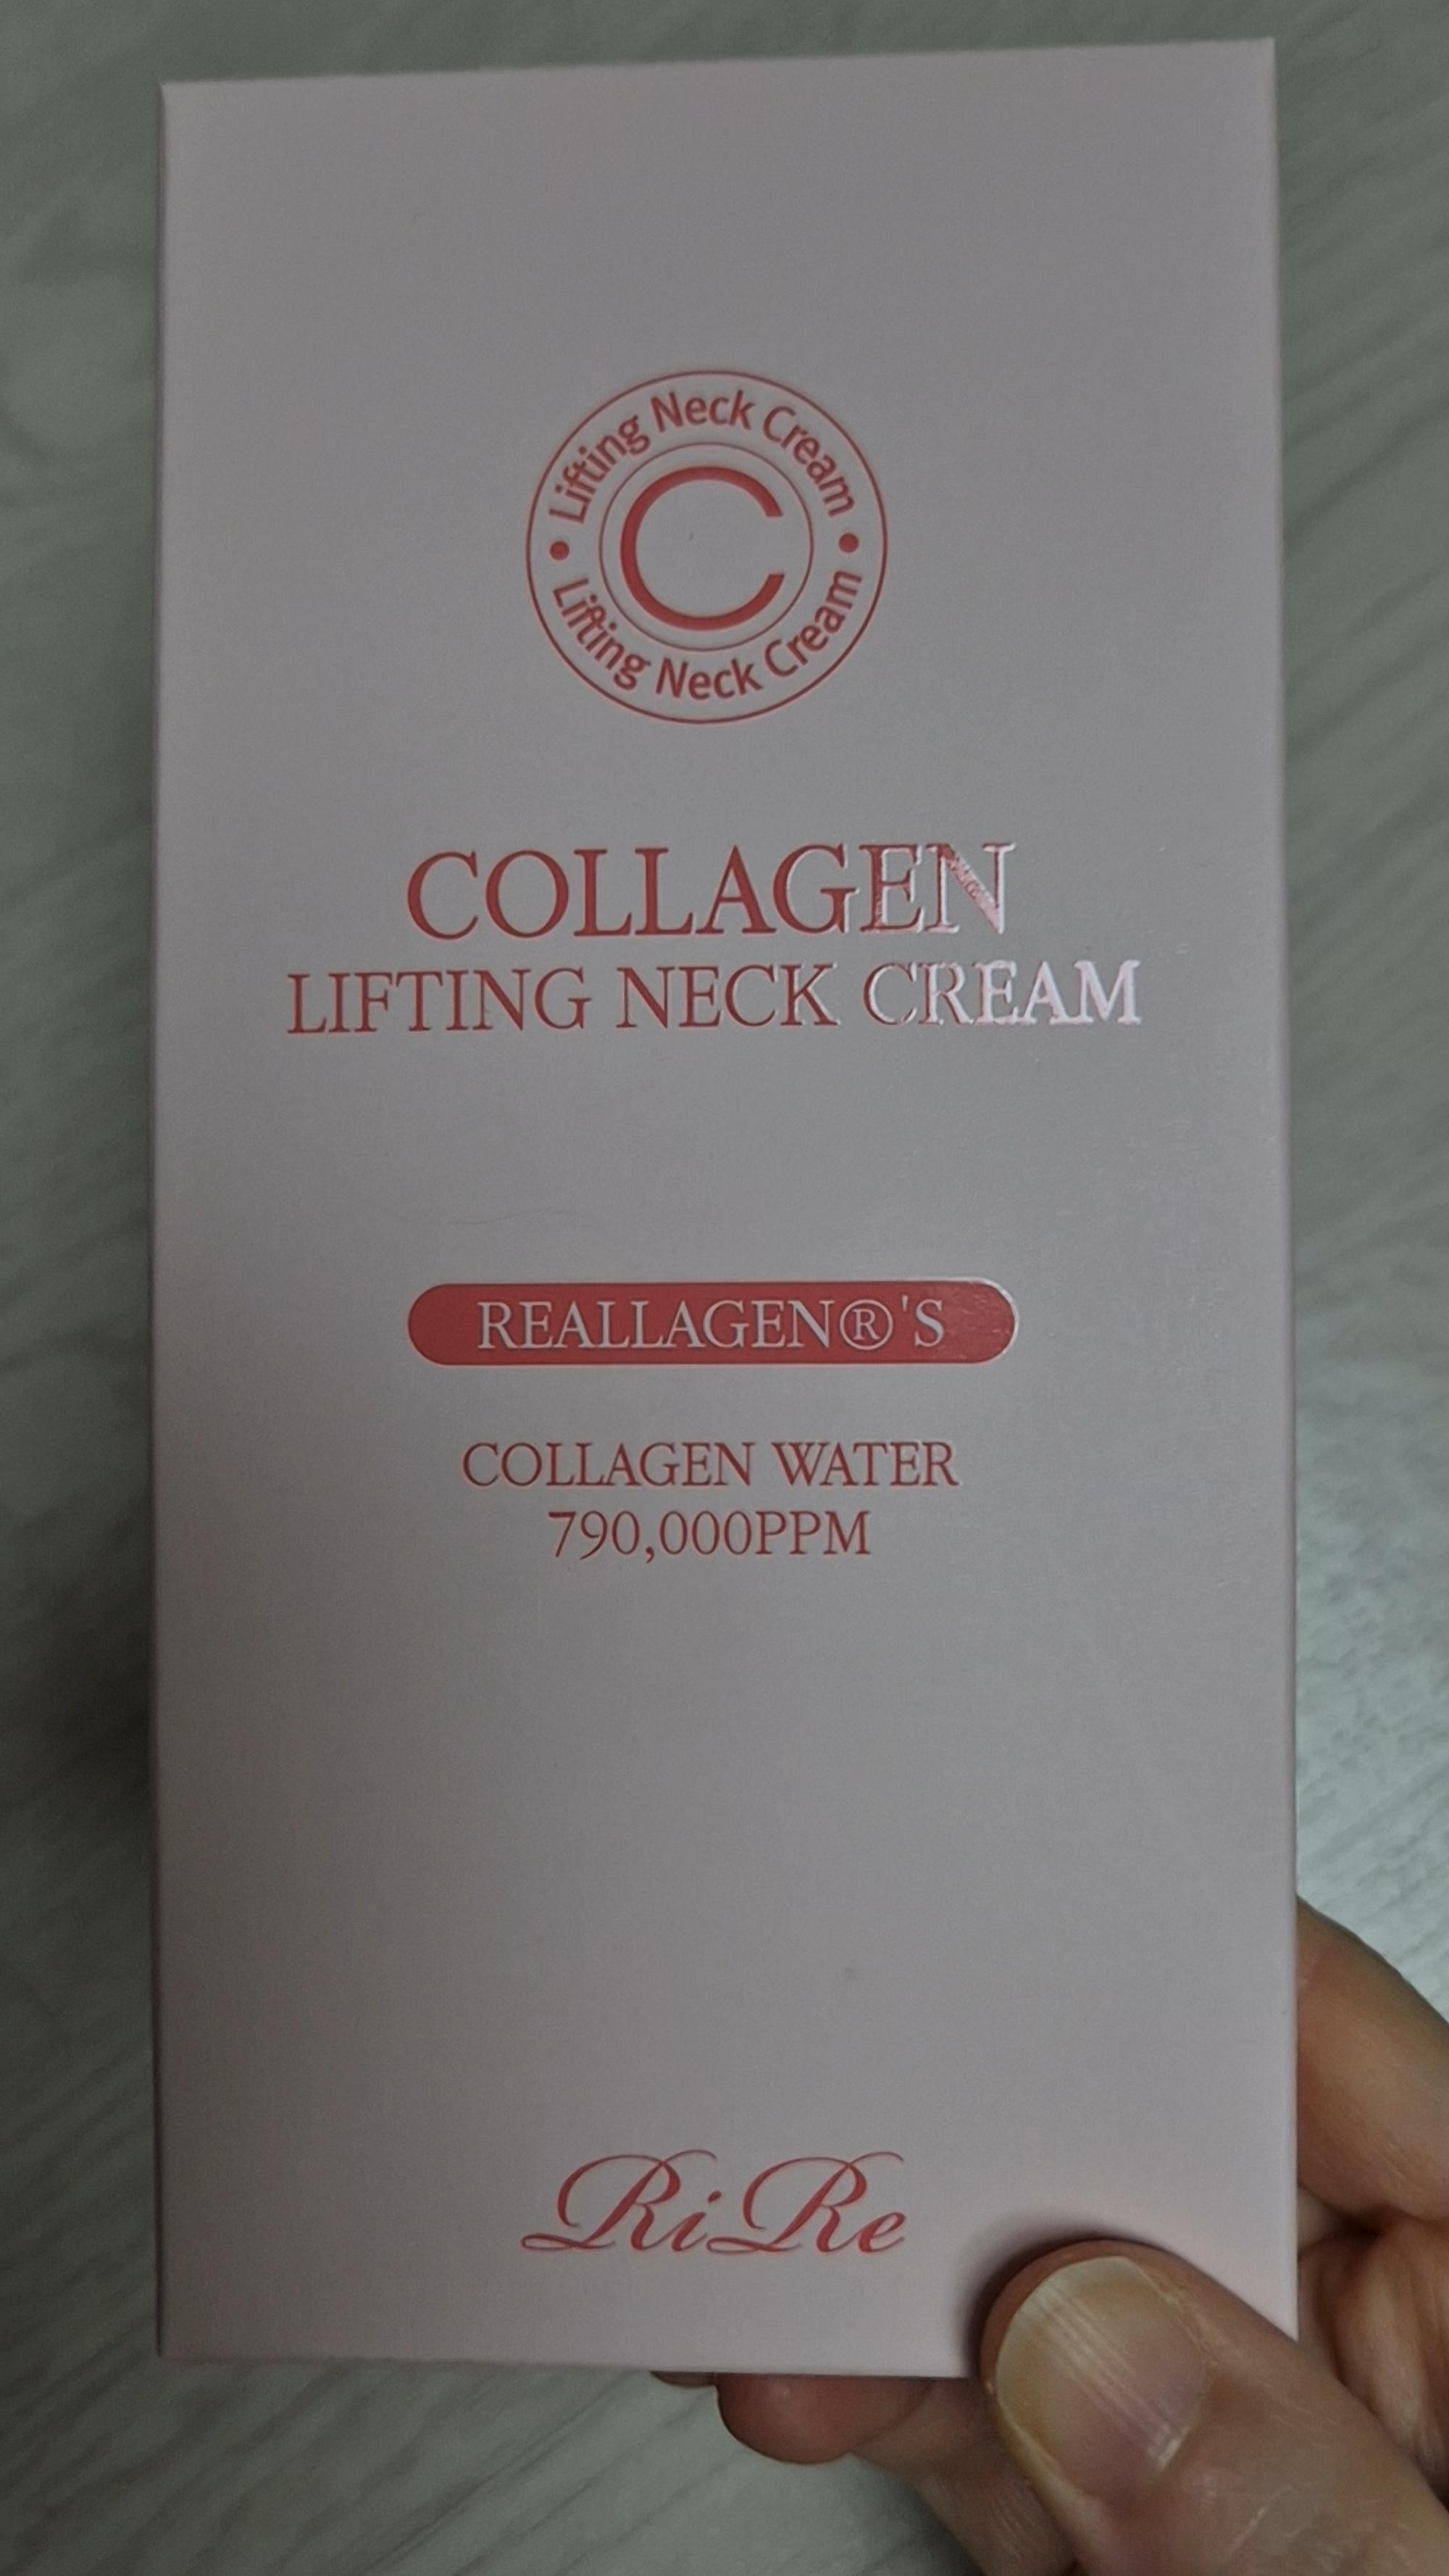 Lifting Neck Cream
C
Lifting Neck Cream
COLLAGEN
LIFTING NECK CREAM
REALLAGEN®'S
COLLAGEN WATER
790,000PPM
RiRe